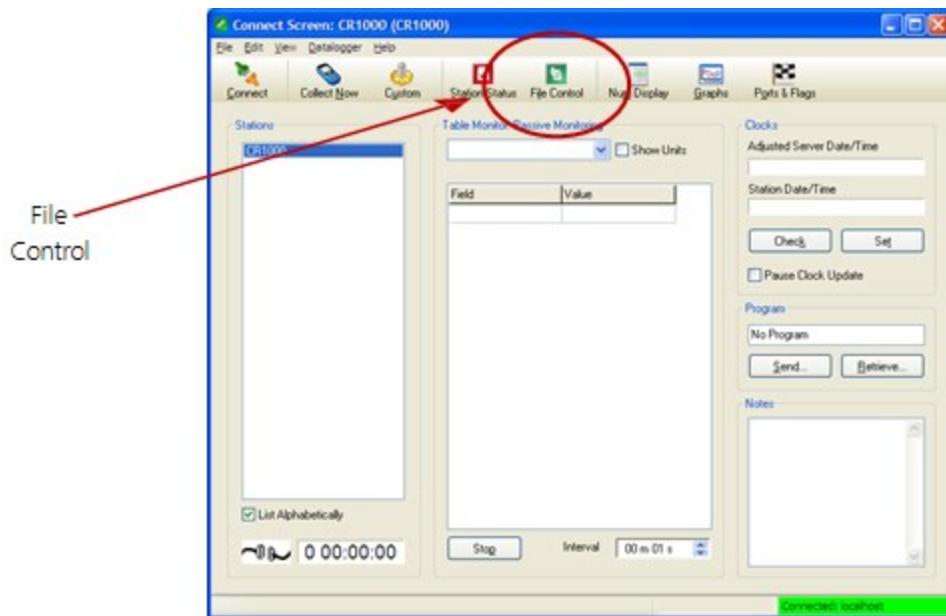 Connect Screen: CR1000 (CR1000)
File Edit View Datalogger Help
Connect Collect Now Custom Station Status File Control Num Display Graphs Ports & Flags
File
Control
Stations
CR1000
List Alphabetically
0 00:00:00
Table Monitor: Passive Monitoring
Show Units
Field Value
Stop Interval 00 m 01 s
Clocks
Adjusted Server Date/Time
Station Date/Time
Check Set
Pause Clock Update
Program
No Program
Send... Retrieve...
Notes
Connected: localhost